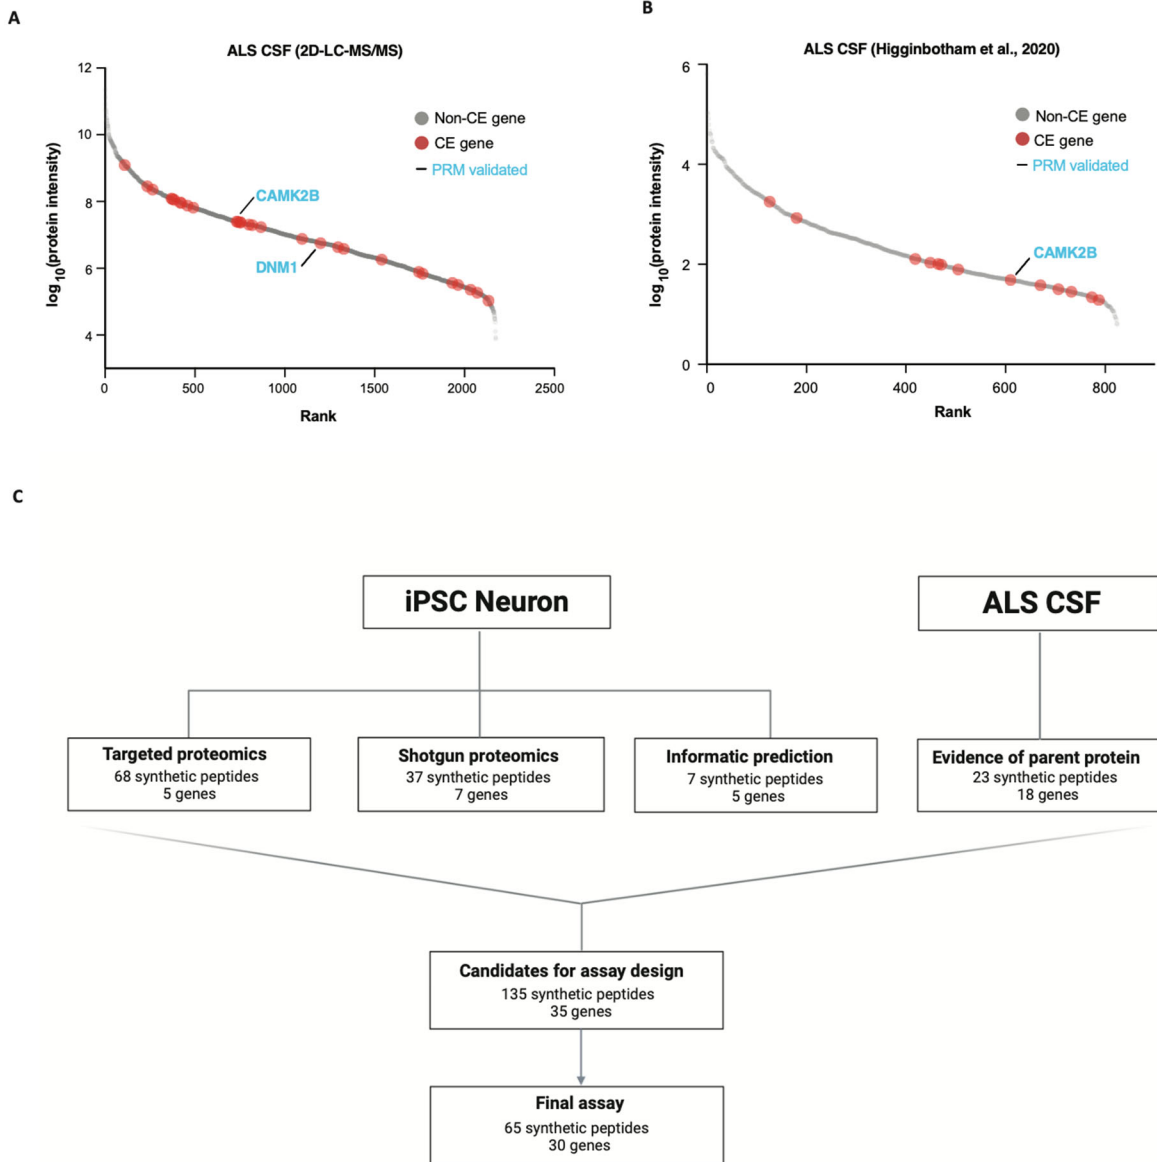 A
ALS CSF (2D-LC-MS/MS)
12
10
8
6
4
log10(protein intensity)
Non-CE gene
CE gene
PRM validated
CAMK2B
DNM1
0
500
1000
1500
2000
2500
Rank
B
ALS CSF (Higginbotham et al., 2020)
6
4
2
0
log10(protein intensity)
Non-CE gene
CE gene
PRM validated
CAMK2B
0
200
400
600
800
Rank
C
iPSC Neuron
ALS CSF
Targeted proteomics
68 synthetic peptides
5 genes
Shotgun proteomics
37 synthetic peptides
7 genes
Informatic prediction
7 synthetic peptides
5 genes
Evidence of parent protein
23 synthetic peptides
18 genes
Candidates for assay design
135 synthetic peptides
35 genes
Final assay
65 synthetic peptides
30 genes